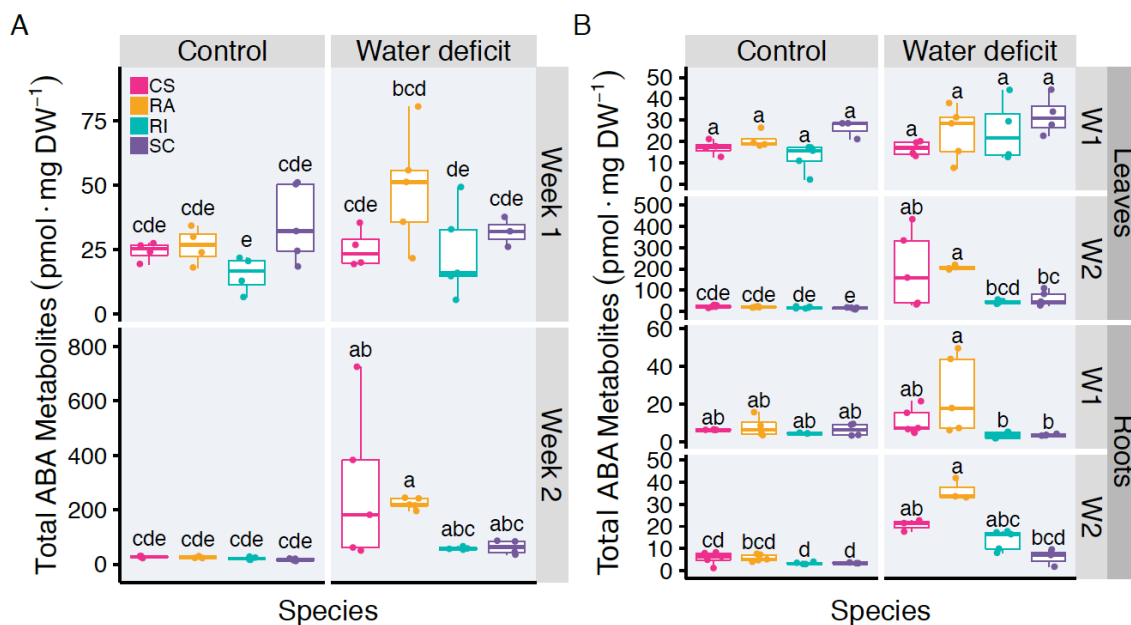 A
B
Control Water deficit
Control Water deficit
CS
RA
RI
SC
Total ABA Metabolites (pmol · mg DW⁻¹)
75
50
25
0
cde cde e cde
cde bcd de cde
Week 1
800
600
400
200
0
cde cde cde cde
ab a abc abc
Week 2
Species
Total ABA Metabolites (pmol · mg DW⁻¹)
50
40
30
20
10
0
a a a a
a a a a
W1
500
400
300
200
100
0
cde cde de e
ab a bcd bc
W2
Leaves
60
40
20
0
ab ab ab ab
ab a b b
W1
50
40
30
20
10
0
cd bcd d d
ab a abc bcd
W2
Roots
Species